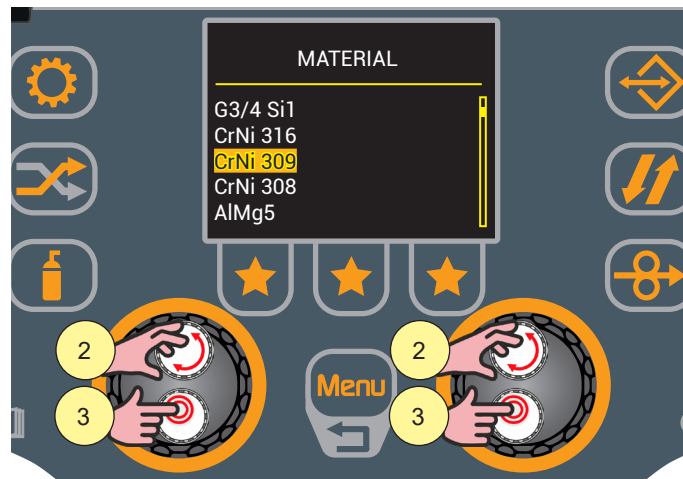 MATERIAL
G3/4 Si1
CrNi 316
CrNi 309
CrNi 308
AlMg5
2
2
3
Menu
3